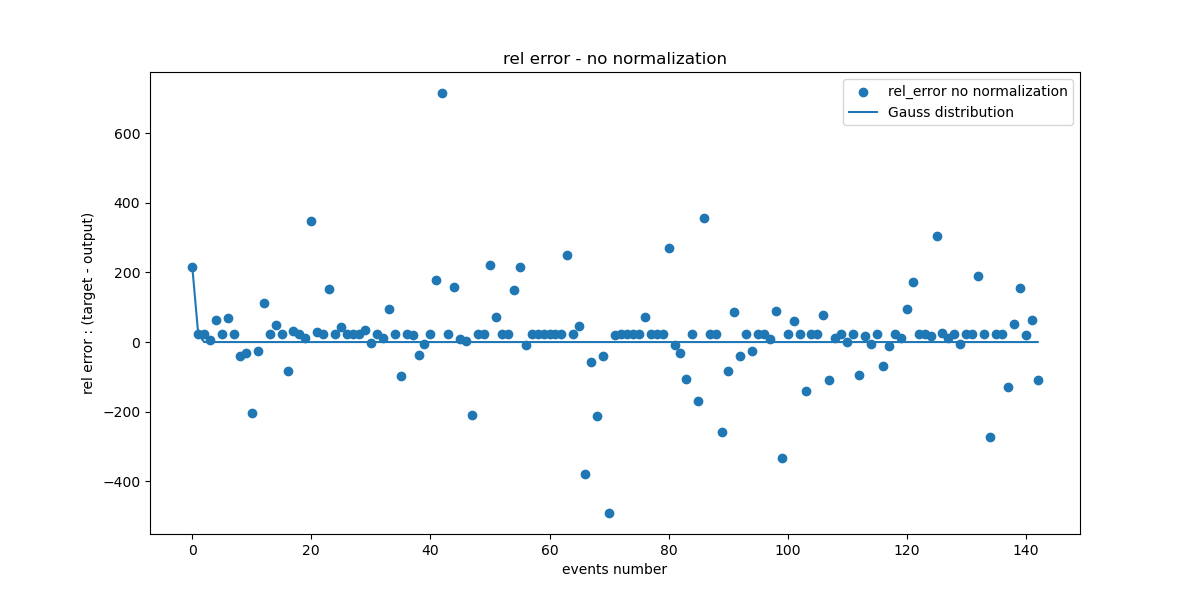 rel error - no normalization
rel_error no normalization
Gauss distribution
rel error : (target - output)
600
400
200
0
−200
−400
0 20 40 60 80 100 120 140
events number